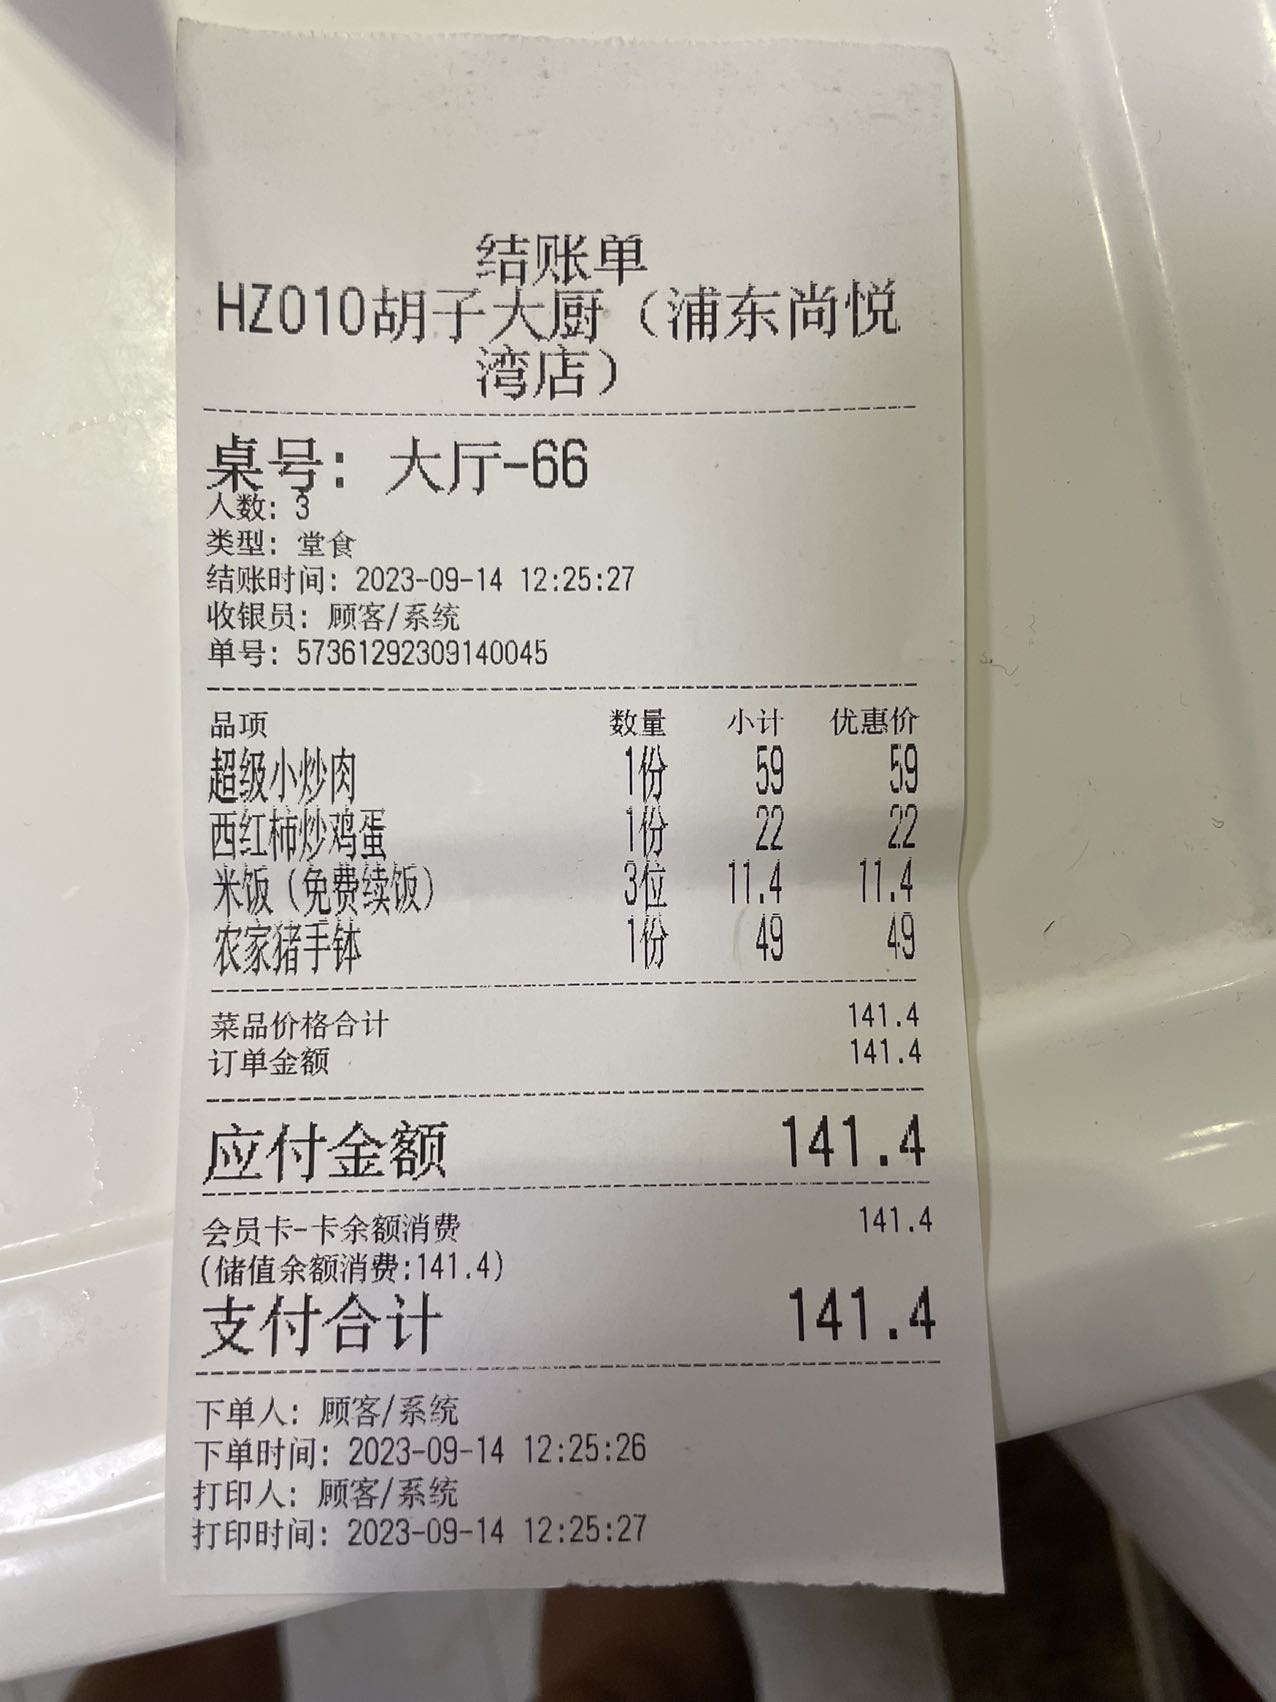 结账单
HZ010胡子大厨（浦东尚悦
湾店）
桌号：大厅-66
人数：3
类型：堂食
结账时间：2023-09-14 12:25:27
收银员：顾客/系统
单号：573612923091400​45
品项 数量 小计 优惠价
超级小炒肉 1份 59 59
西红柿炒鸡蛋 1份 22 22
米饭（免费续饭） 3位 11.4 11.4
农家猪手钵 1份 49 49
菜品价格合计 141.4
订单金额 141.4
应付金额 141.4
会员卡-卡余额消费 141.4
(储值余额消费:141.4)
支付合计 141.4
下单人：顾客/系统
下单时间：2023-09-14 12:25:26
打印人：顾客/系统
打印时间：2023-09-14 12:25:27